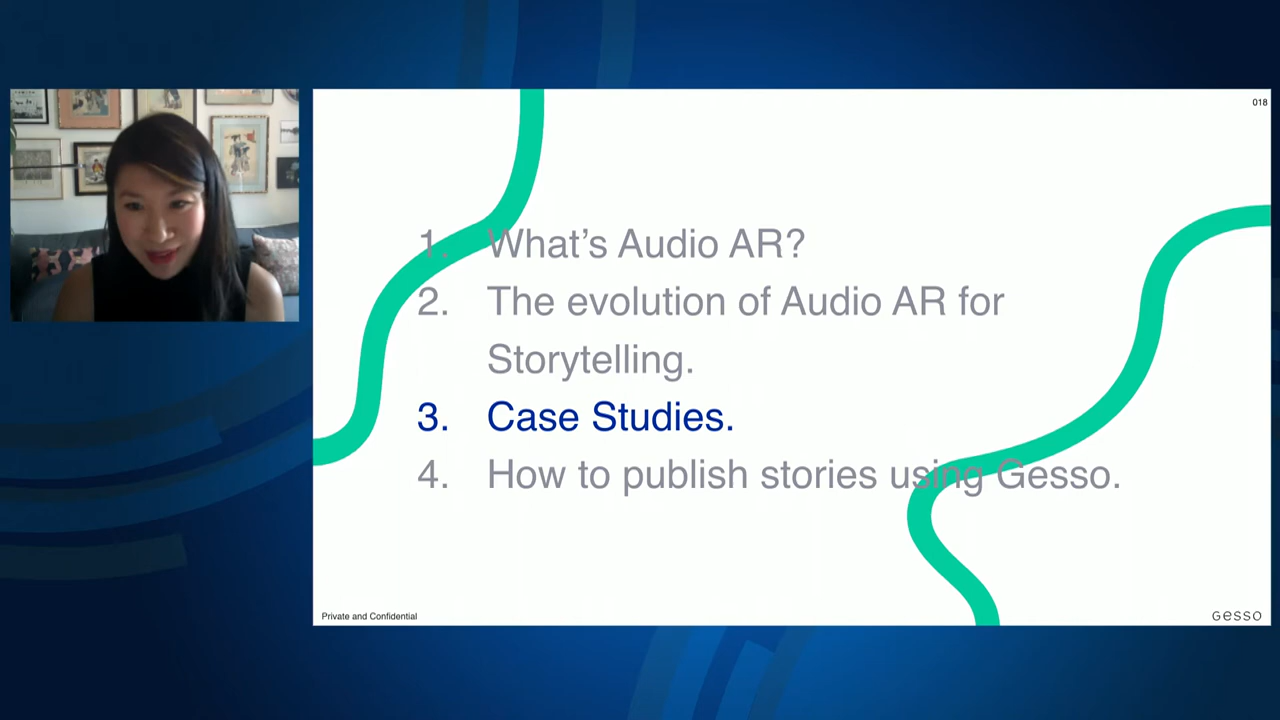 018
1. What's Audio AR?
2. The evolution of Audio AR for
Storytelling.
3. Case Studies.
4. How to publish stories using Gesso.
Private and Confidential
Gesso